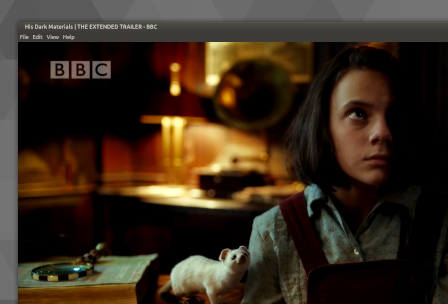 His Dark Materials | THE EXTENDED TRAILER - BBC
File Edit View Help
BBC